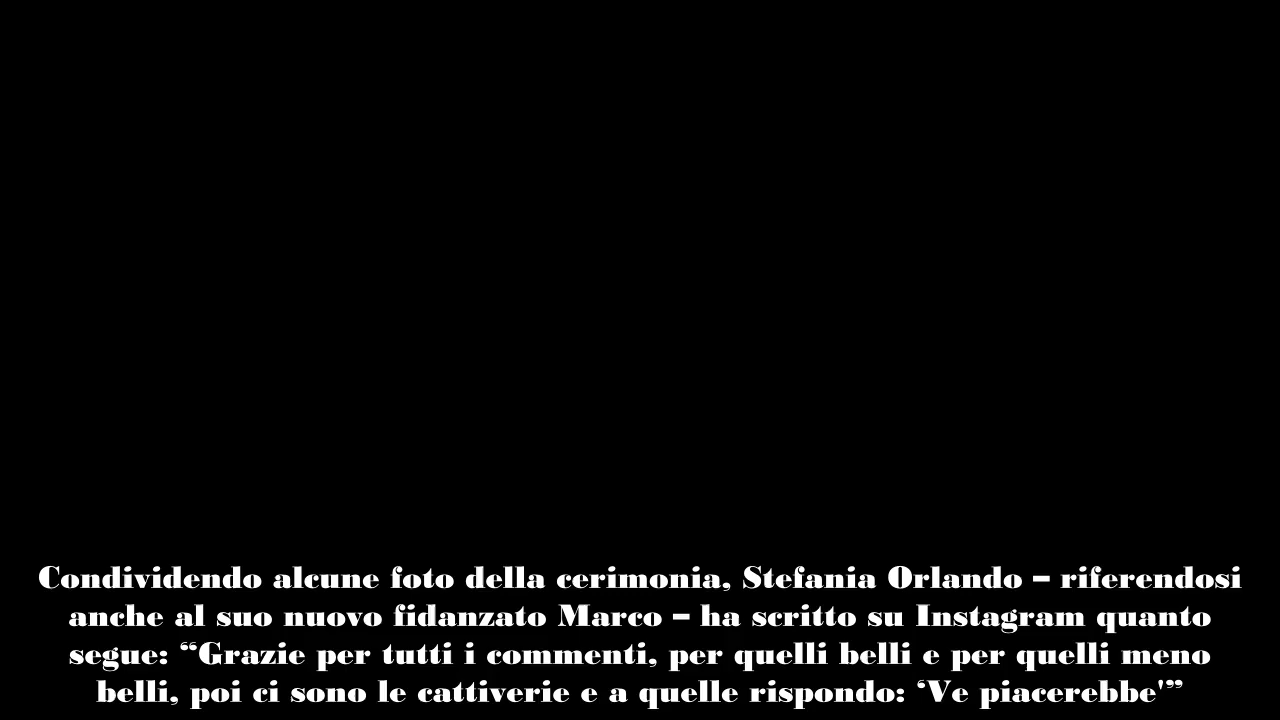 Condividendo alcune foto della cerimonia, Stefania Orlando – riferendosi
anche al suo nuovo fidanzato Marco – ha scritto su Instagram quanto
segue: “Grazie per tutti i commenti, per quelli belli e per quelli meno
belli, poi ci sono le cattiverie e a quelle rispondo: ‘Ve piacerebbe'”